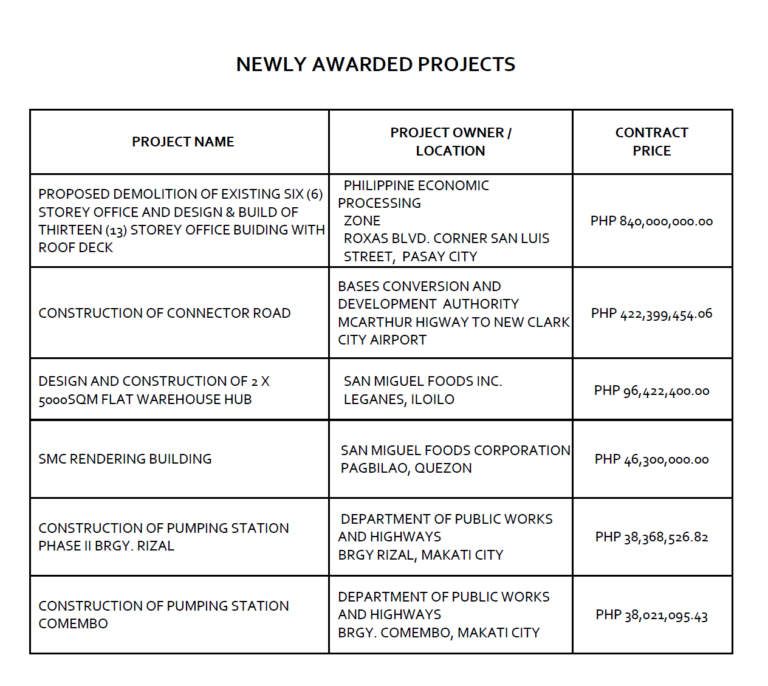 NEWLY AWARDED PROJECTS
PROJECT NAME
PROJECT OWNER /
LOCATION
CONTRACT
PRICE
PROPOSED DEMOLITION OF EXISTING SIX (6)
STOREY OFFICE AND DESIGN & BUILD OF
THIRTEEN (13) STOREY OFFICE BUIDING WITH
ROOF DECK
PHILIPPINE ECONOMIC
PROCESSING
ZONE
ROXAS BLVD. CORNER SAN LUIS
STREET, PASAY CITY
PHP 840,000,000.00
CONSTRUCTION OF CONNECTOR ROAD
BASES CONVERSION AND
DEVELOPMENT AUTHORITY
MCARTHUR HIGWAY TO NEW CLARK
CITY AIRPORT
PHP 422,399,454.06
DESIGN AND CONSTRUCTION OF 2 X
5000SQM FLAT WAREHOUSE HUB
SAN MIGUEL FOODS INC.
LEGANES, ILOILO
PHP 96,422,400.00
SMC RENDERING BUILDING
SAN MIGUEL FOODS CORPORATION
PAGBILAO, QUEZON
PHP 46,300,000.00
CONSTRUCTION OF PUMPING STATION
PHASE II BRGY. RIZAL
DEPARTMENT OF PUBLIC WORKS
AND HIGHWAYS
BRGY RIZAL, MAKATI CITY
PHP 38,368,526.82
CONSTRUCTION OF PUMPING STATION
COMEMBO
DEPARTMENT OF PUBLIC WORKS
AND HIGHWAYS
BRGY. COMEMBO, MAKATI CITY
PHP 38,021,095.43